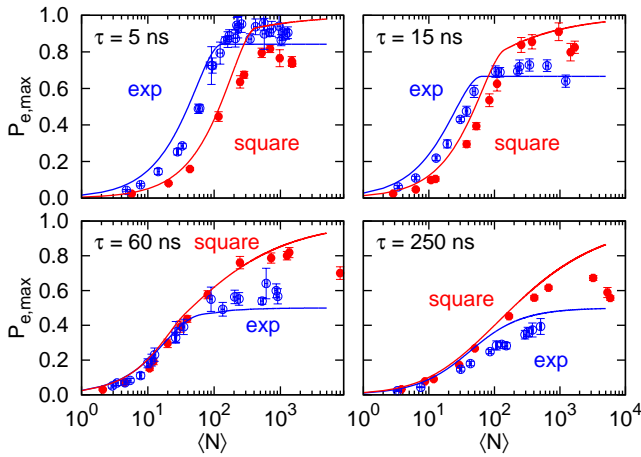 τ = 5 ns
τ = 15 ns
P_e,max
1.0
0.8
0.6
0.4
0.2
0.0
exp
square
exp
square
τ = 60 ns
square
τ = 250 ns
P_e,max
1.0
0.8
0.6
0.4
0.2
0.0
exp
square
exp
10^0 10^1 10^2 10^3
10^0 10^1 10^2 10^3 10^4
⟨N⟩
⟨N⟩